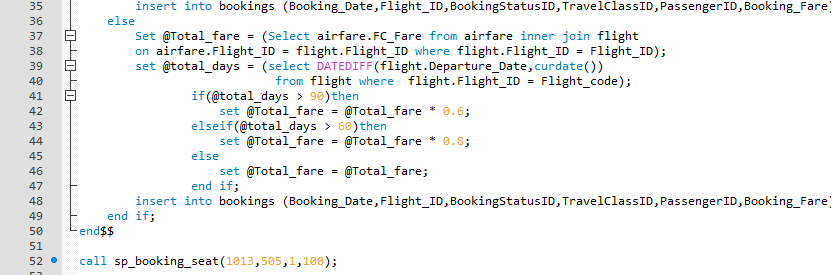 35 insert into bookings (Booking_Date,Flight_ID,BookingStatusID,TravelClassID,PassengerID,Booking_Fare)
36 else
37 Set @Total_fare = (Select airfare.FC_Fare from airfare inner join flight
38 on airfare.Flight_ID = flight.Flight_ID where flight.Flight_ID = Flight_ID);
39 set @total_days = (select DATEDIFF(flight.Departure_Date,curdate())
40 from flight where flight.Flight_ID = Flight_code);
41 if(@total_days > 90)then
42 set @Total_fare = @Total_fare * 0.6;
43 elseif(@total_days > 60)then
44 set @Total_fare = @Total_fare * 0.8;
45 else
46 set @Total_fare = @Total_fare;
47 end if;
48 insert into bookings (Booking_Date,Flight_ID,BookingStatusID,TravelClassID,PassengerID,Booking_Fare)
49 end if;
50 end$$
51
52 call sp_booking_seat(1013,505,1,100);